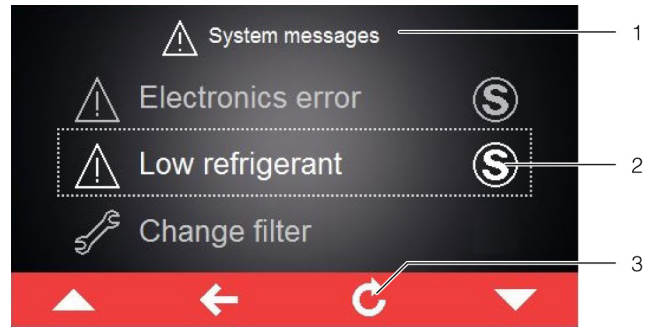 System messages
1
Electronics error
S
Low refrigerant
S
2
Change filter
3